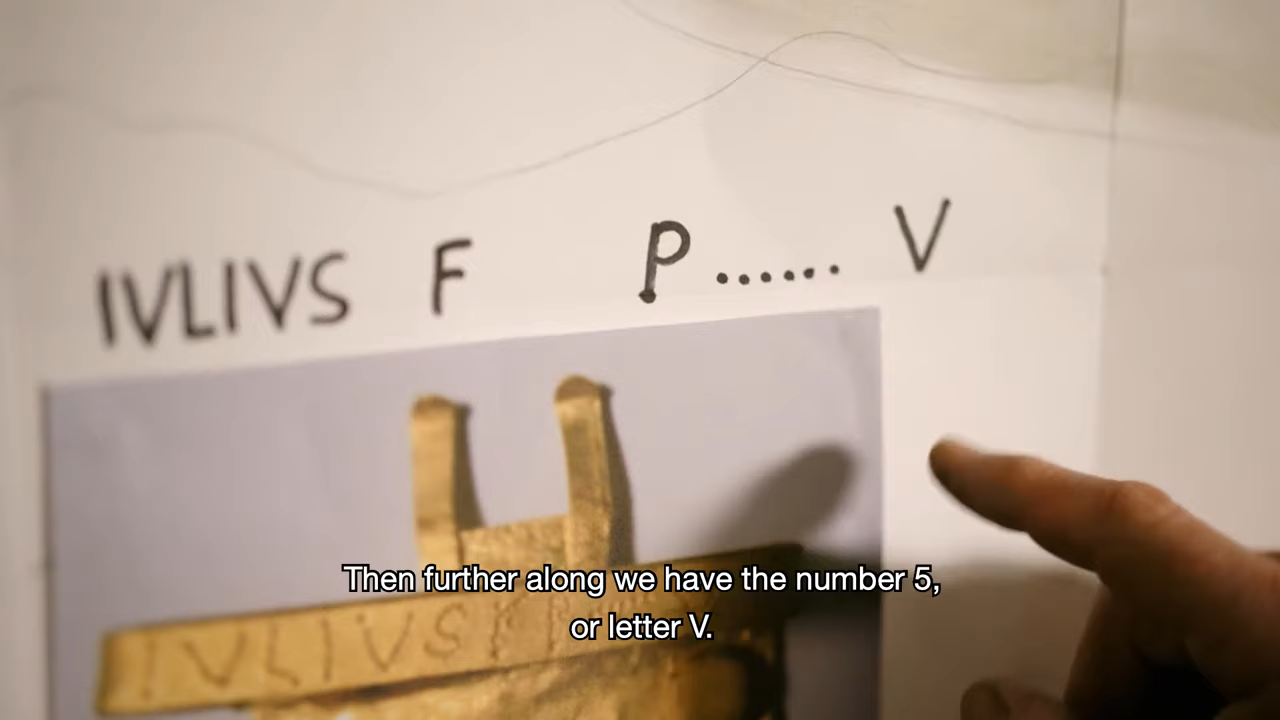 IVLIVS F P...... V
IVLIVS F
Then further along we have the number 5,
or letter V.